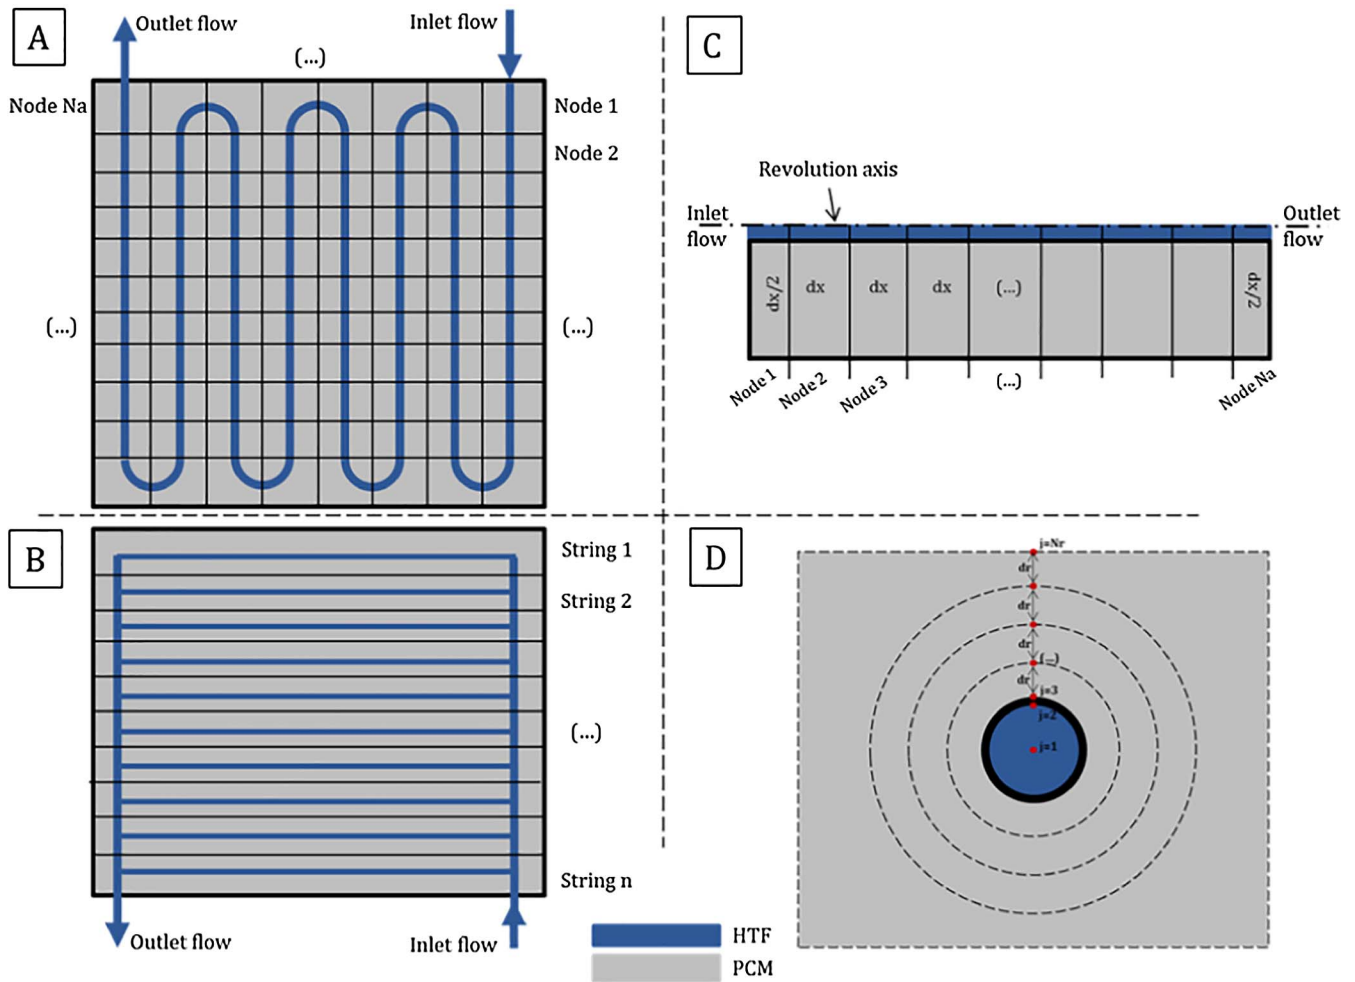 A
Outlet flow
Inlet flow
(...)
Node Na
Node 1
Node 2
(...)
(...)
B
String 1
String 2
(...)
String n
Outlet flow
Inlet flow
HTF
PCM
C
Revolution axis
Inlet
flow
Outlet
flow
dx/2
dx
dx
dx
(...)
dx/2
Node 1
Node 2
Node 3
(...)
Node Na
D
j=Nr
dr
dr
dr
(...)
dr
j=3
j=2
j=1